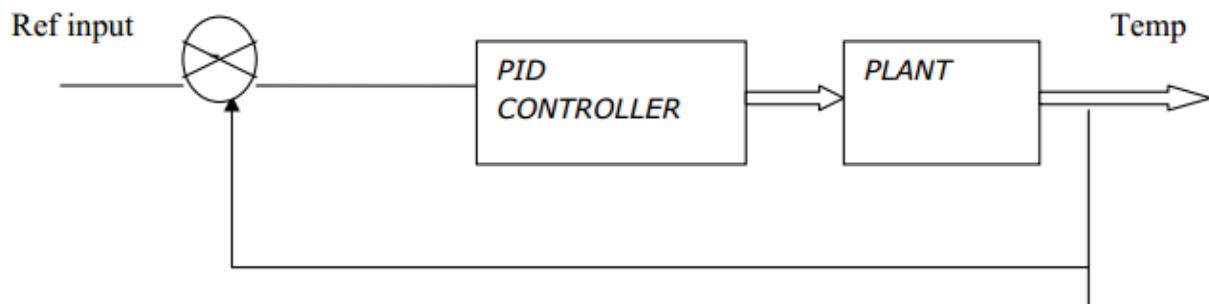 Ref input
Temp
PID
CONTROLLER
PLANT